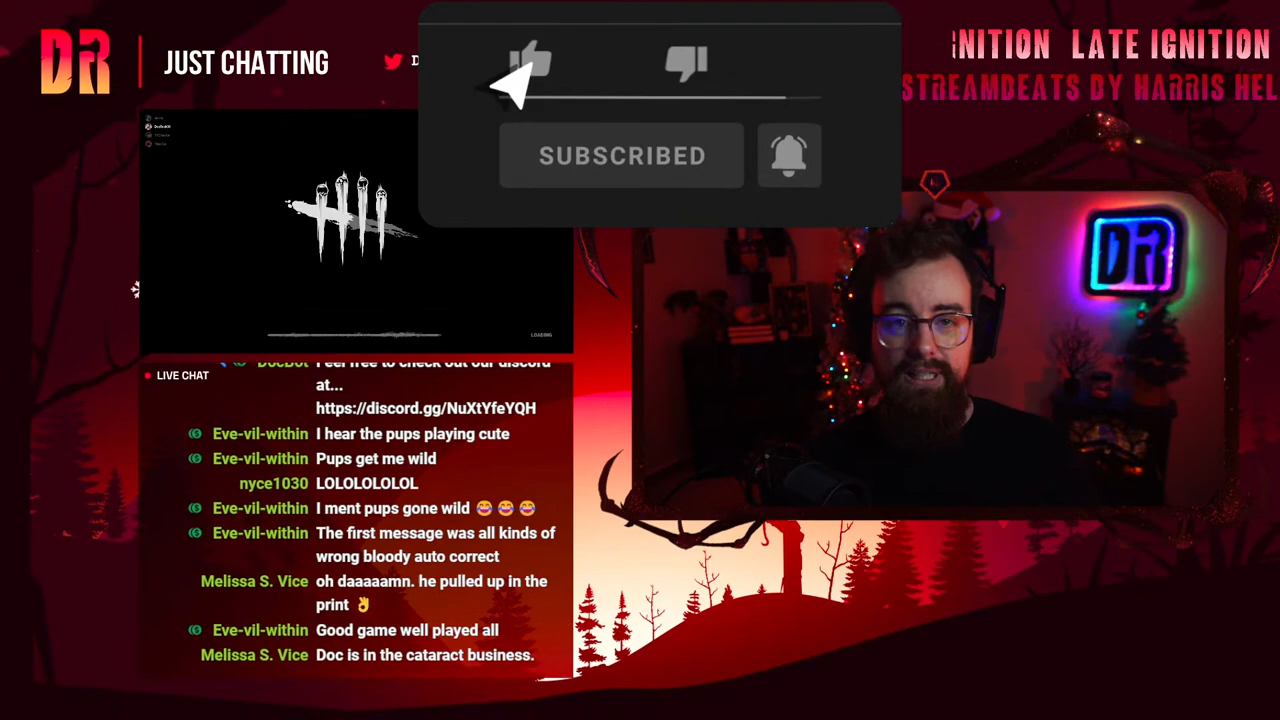 DR
JUST CHATTING
NITION LATE IGNITION
STREAMBEATS BY HARRIS HEL
SUBSCRIBED
DR
LOADING
LIVE CHAT
DocBot I Feel free to check out our discord
at...
https://discord.gg/NuXtYfeYQH
Eve-vil-within I hear the pups playing cute
Eve-vil-within Pups get me wild
nyce1030 LOLOLOLOLOL
Eve-vil-within I ment pups gone wild 😂 😂 😂
Eve-vil-within The first message was all kinds of
wrong bloody auto correct
Melissa S. Vice oh daaaaamn. he pulled up in the
print 👌
Eve-vil-within Good game well played all
Melissa S. Vice Doc is in the cataract business.